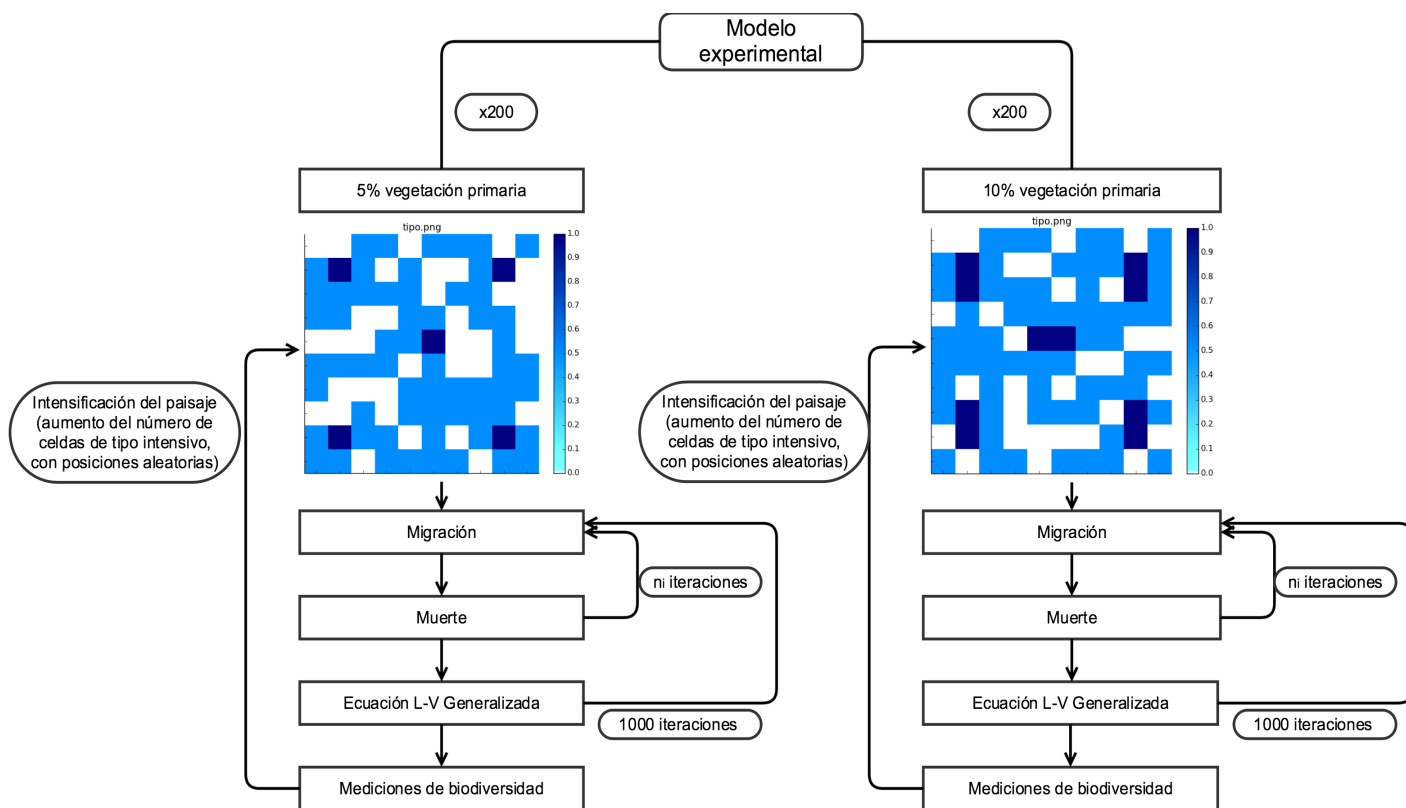 Modelo
experimental
x200
x200
5% vegetación primaria
10% vegetación primaria
tipo.png
1.0
0.9
0.8
0.7
0.6
0.5
0.4
0.3
0.2
0.1
0.0
tipo.png
1.0
0.9
0.8
0.7
0.6
0.5
0.4
0.3
0.2
0.1
0.0
Intensificación del paisaje
(aumento del número de
celdas de tipo intensivo,
con posiciones aleatorias)
Intensificación del paisaje
(aumento del número de
celdas de tipo intensivo,
con posiciones aleatorias)
Migración
ni iteraciones
Muerte
Ecuación L-V Generalizada
1000 iteraciones
Mediciones de biodiversidad
Migración
ni iteraciones
Muerte
Ecuación L-V Generalizada
1000 iteraciones
Mediciones de biodiversidad